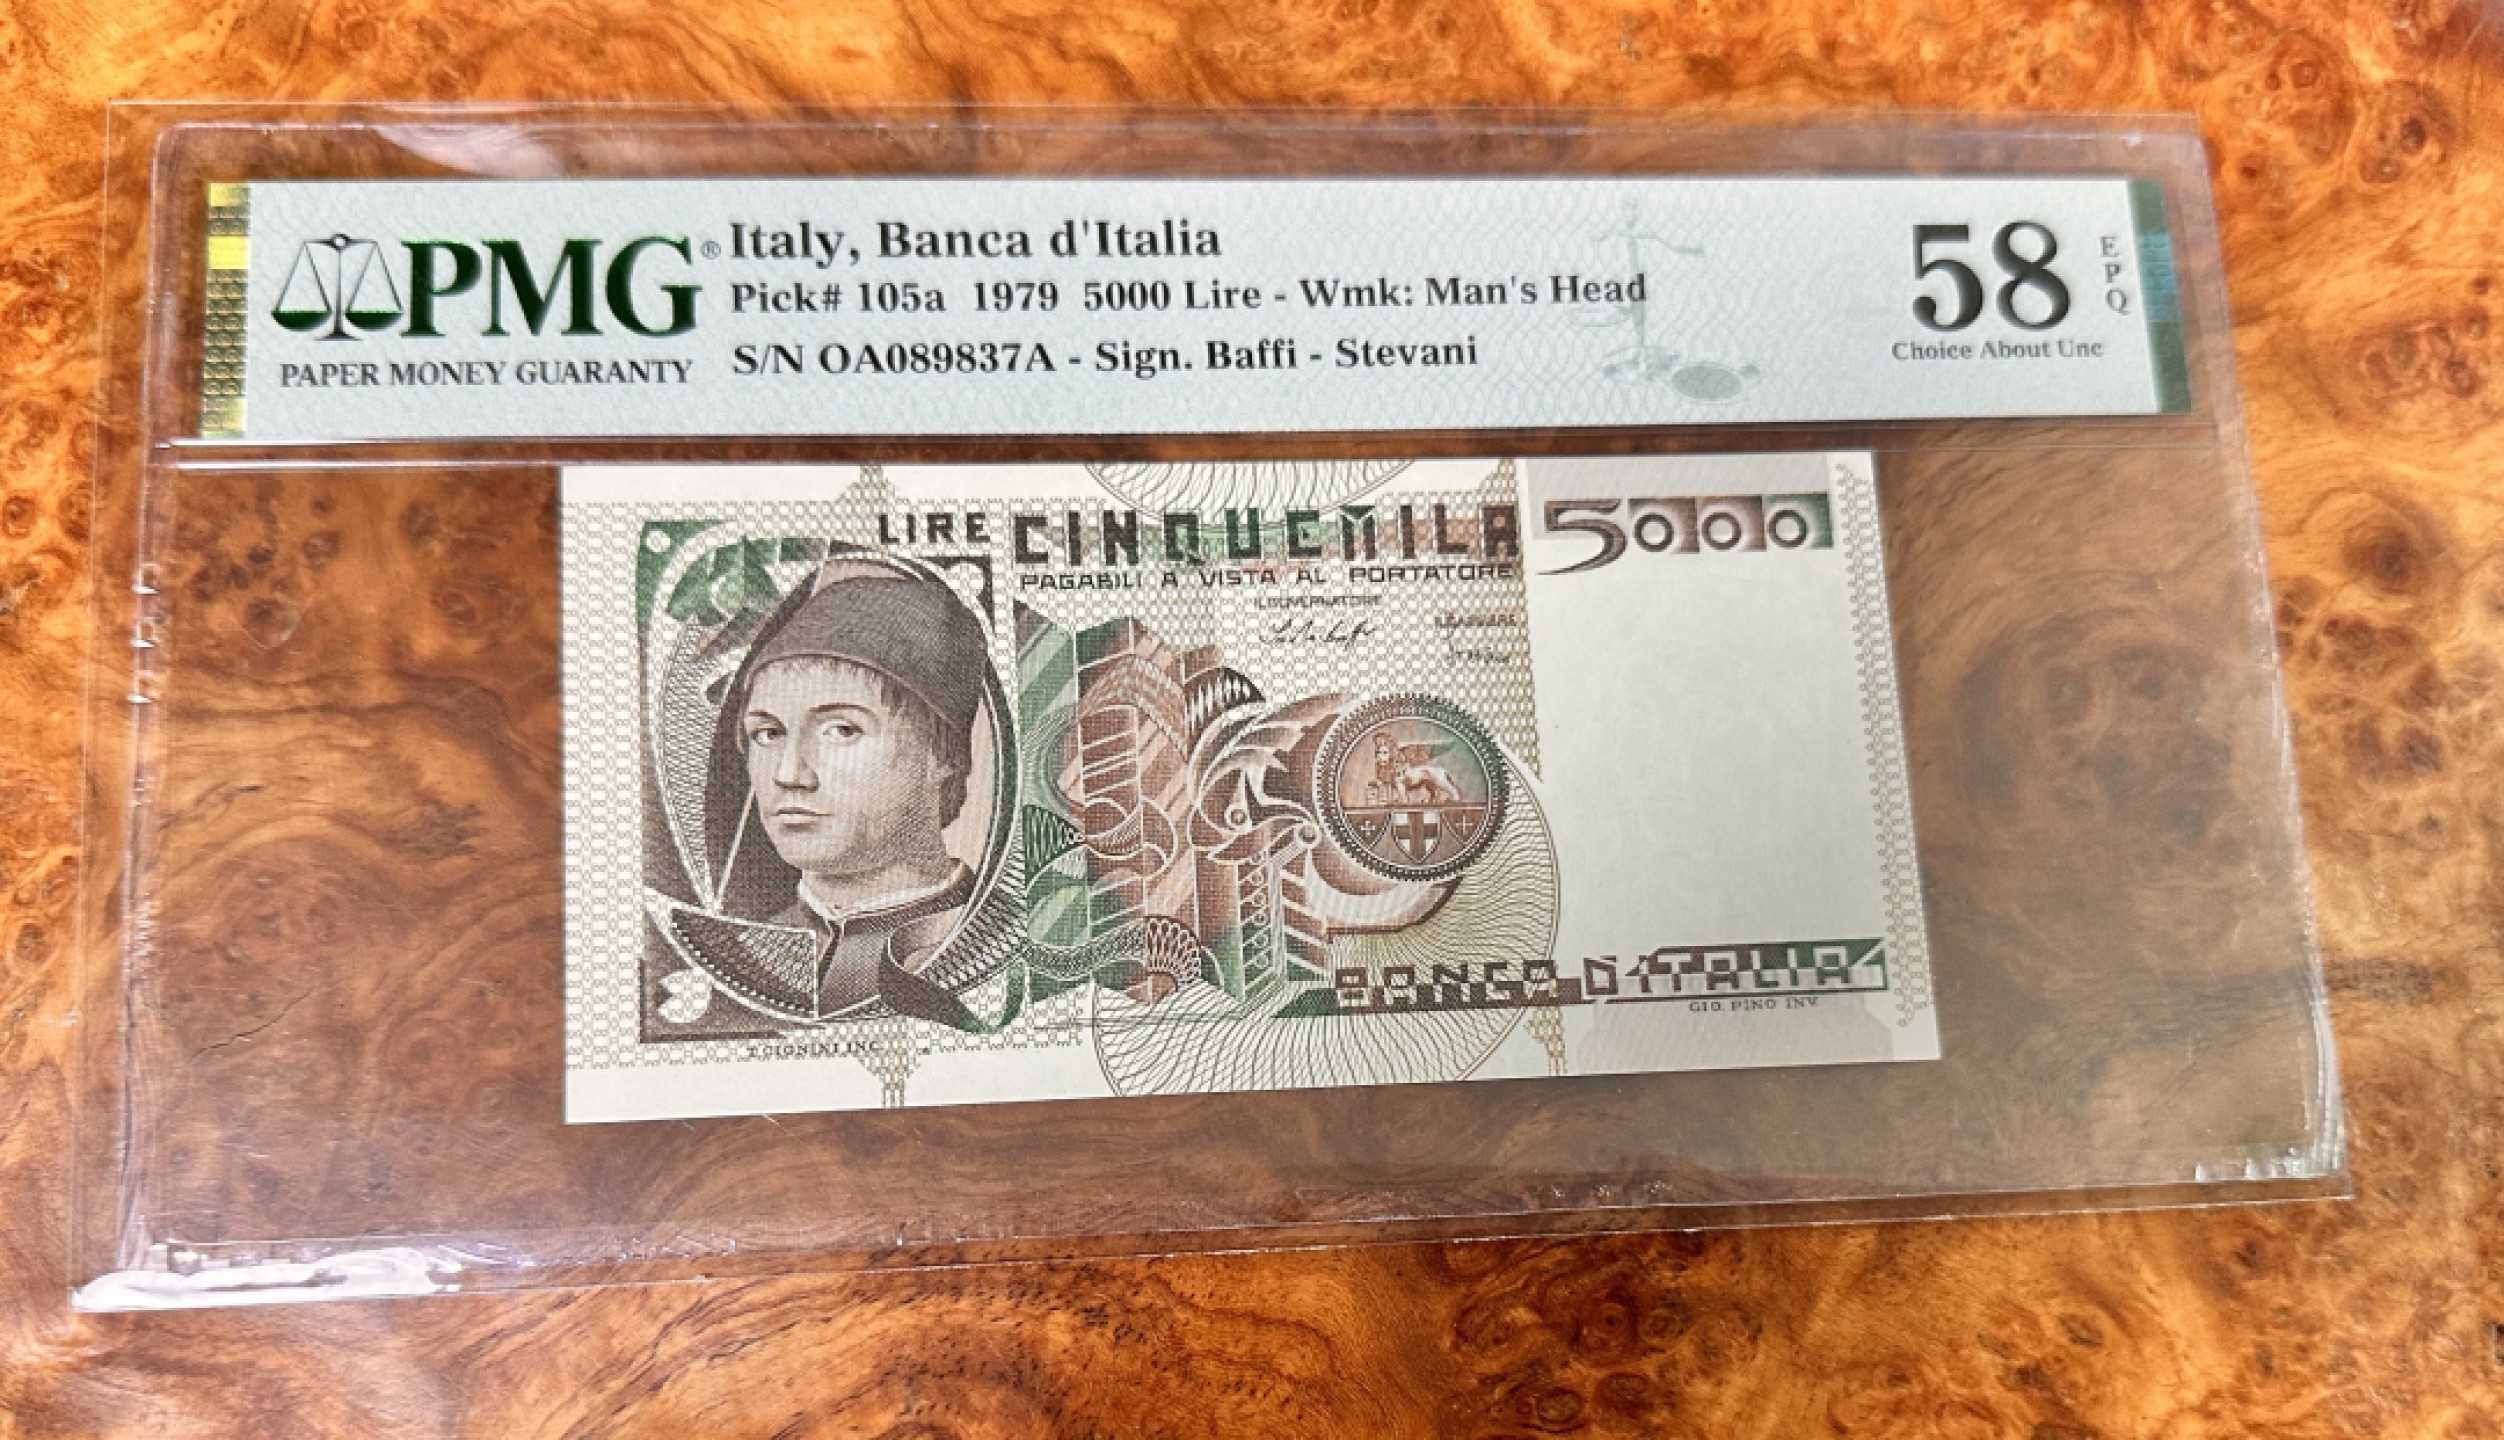 PMG®
PAPER MONEY GUARANTY
Italy, Banca d'Italia
Pick# 105a 1979 5000 Lire - Wmk: Man's Head
S/N OA089837A - Sign. Baffi - Stevani
58
EPQ
Choice About Unc
LIRE CINQUEMILA
5000
PAGABILI A VISTA AL PORTATORE
IL GOVERNATORE
BANCA D'ITALIA
GIO. PINO INV.
T. CIONINI INC.